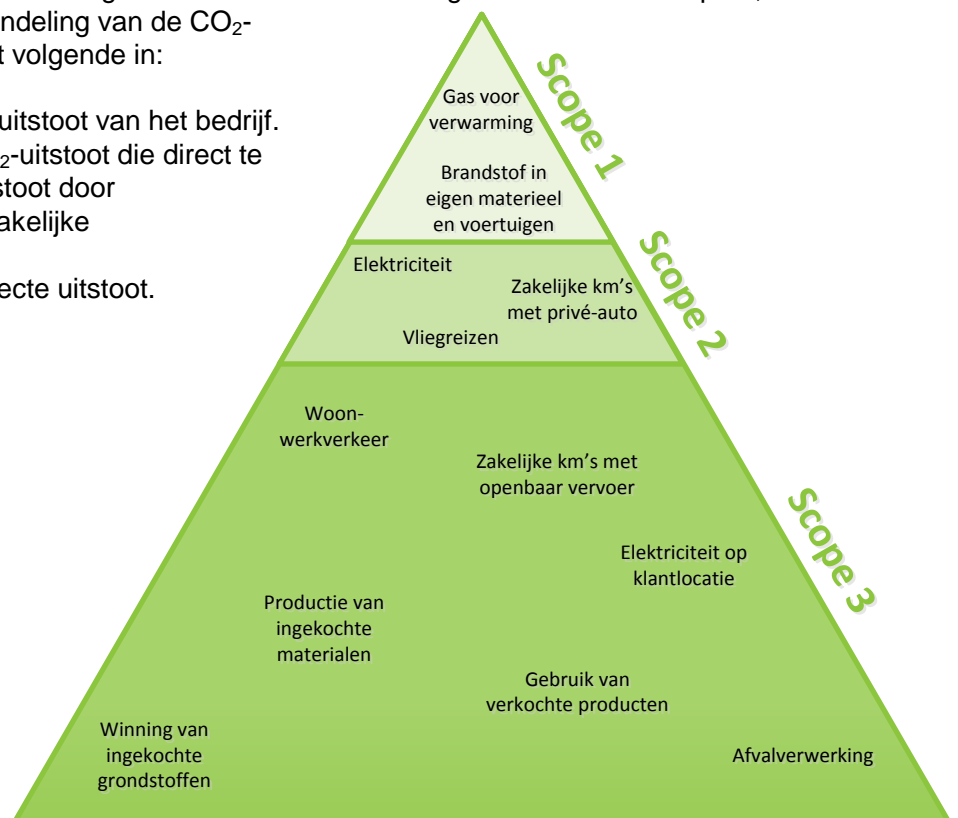 ndeling van de CO2-
t volgende in:
uitstoot van het bedrijf.
2-uitstoot die direct te
stoot door
akelijke
ecte uitstoot.
Scope 1
Gas voor
verwarming
Brandstof in
eigen materieel
en voertuigen
Scope 2
Elektriciteit
Zakelijke km’s
met privé-auto
Vliegreizen
Scope 3
Woon-
werkverkeer
Zakelijke km’s met
openbaar vervoer
Elektriciteit op
klantlocatie
Productie van
ingekochte
materialen
Gebruik van
verkochte producten
Winning van
ingekochte
grondstoffen
Afvalverwerking